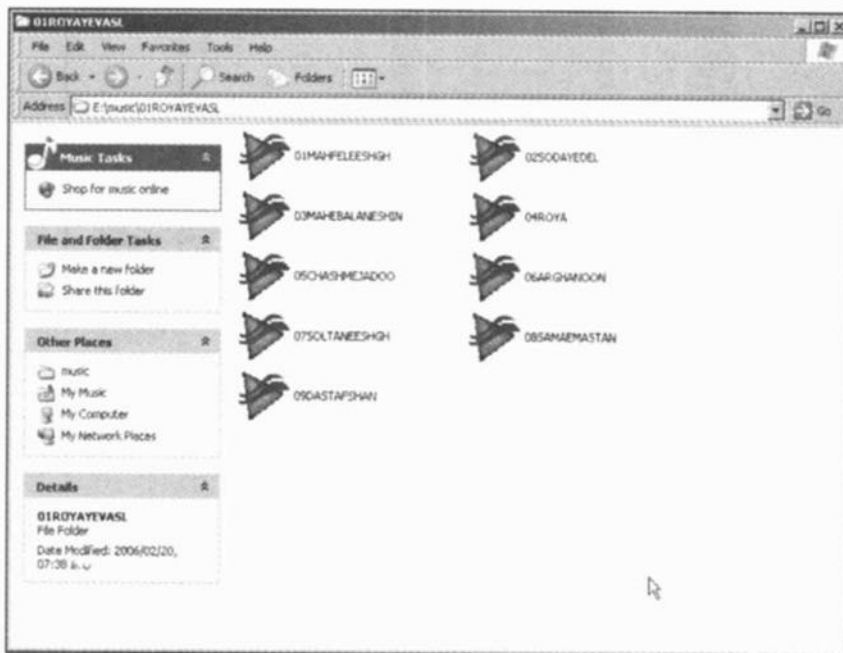 01ROYAYEVASL
File Edit View Favorites Tools Help
Back Search Folders
Address E:\music\01ROYAYEVASL Go
Music Tasks
Shop for music online
File and Folder Tasks
Make a new folder
Share this folder
Other Places
music
My Music
My Computer
My Network Places
Details
01ROYAYEVASL
File Folder
Date Modified: 2006/02/20,
07:38
01MAHFELEESHGH 02SODAYEDEL
03MAHEBALANESHIN 04ROYA
05CHASHMEJADOO 06ARGHANOON
07SOLTANEESHGH 08SAMAEMASTAN
09DASTAFSHAN